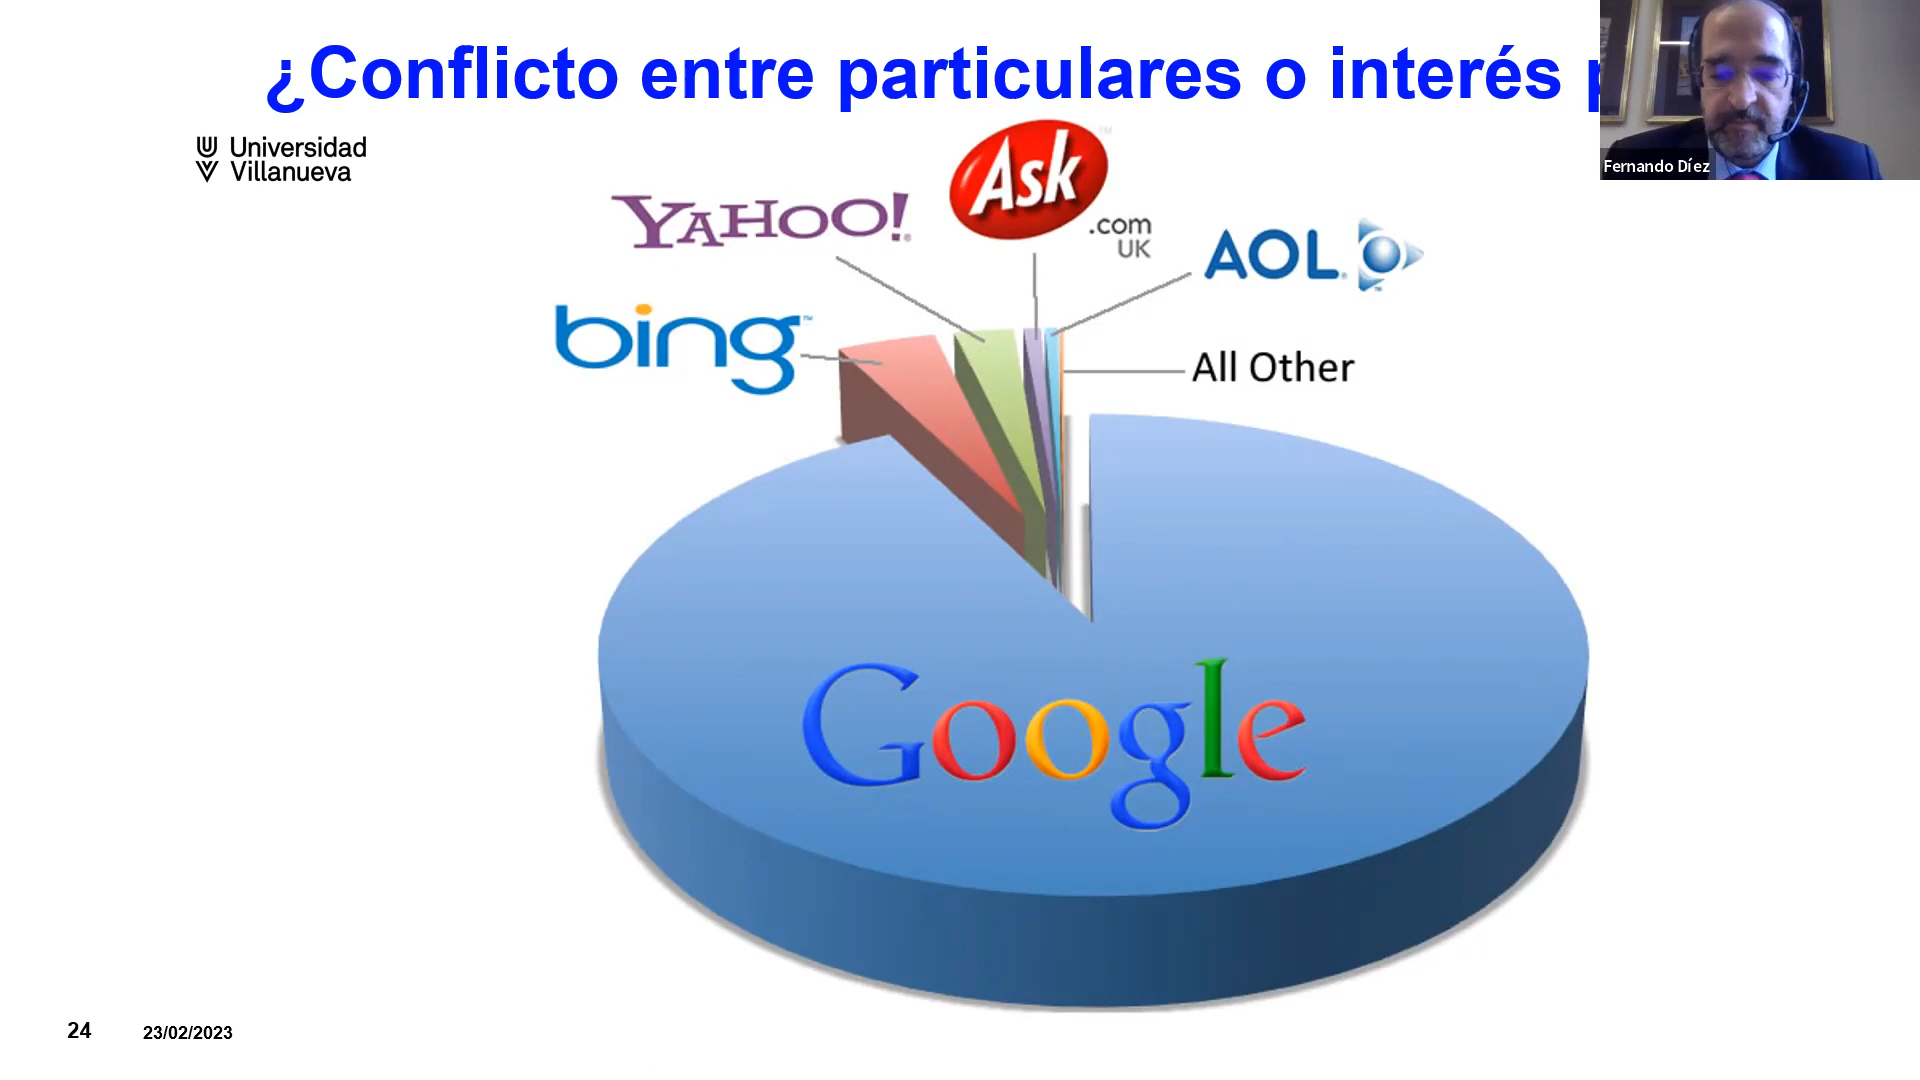 ¿Conflicto entre particulares o interés
Fernando Díez
Universidad
Villanueva
Ask
.com
UK
YAHOO!
AOL
bing
All Other
Google
24
23/02/2023